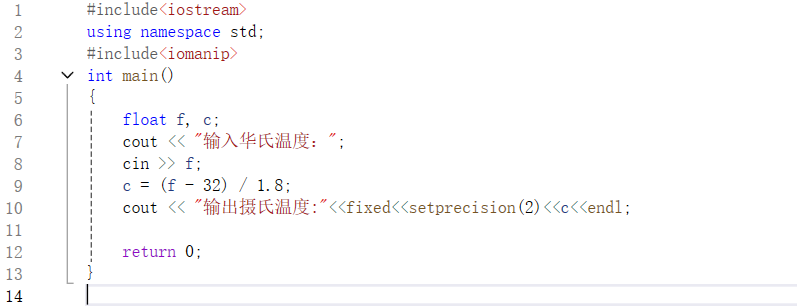 1 #include<iostream>
2 using namespace std;
3 #include<iomanip>
4 int main()
5 {
6 float f, c;
7 cout << "输入华氏温度：";
8 cin >> f;
9 c = (f - 32) / 1.8;
10 cout << "输出摄氏温度:"<<fixed<<setprecision(2)<<c<<endl;
11
12 return 0;
13 }
14